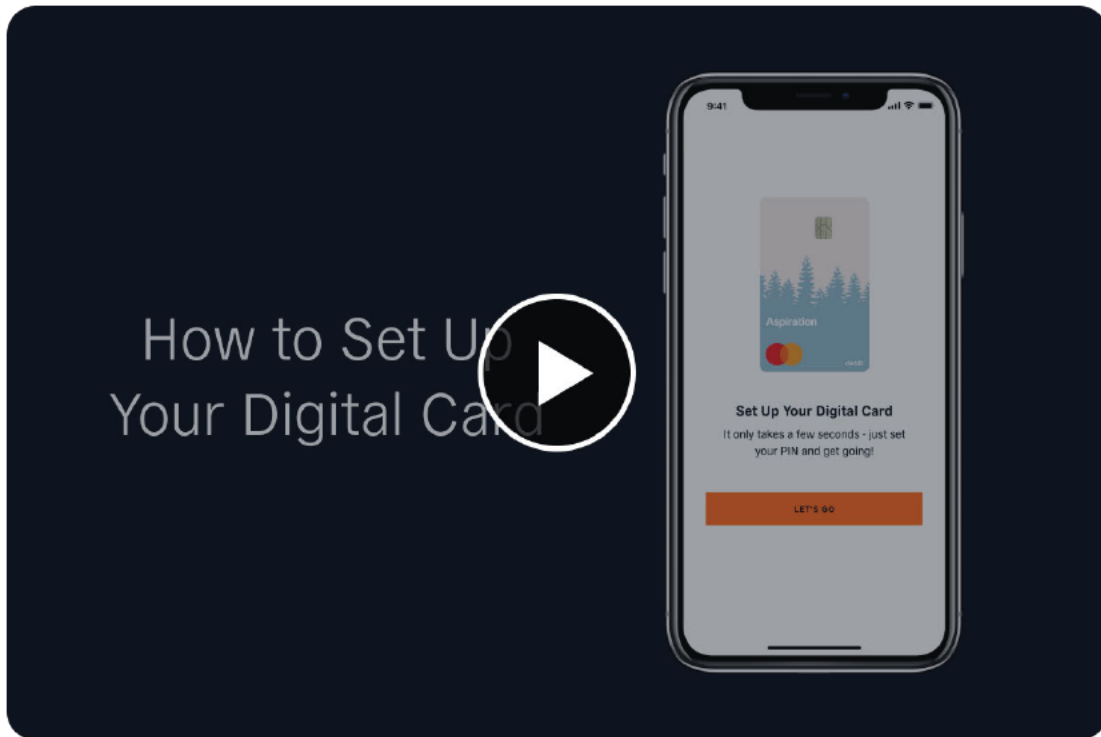 How to Set Up
Your Digital Card
9:41
Aspiration
debit
Set Up Your Digital Card
It only takes a few seconds - just set
your PIN and get going!
LET'S GO